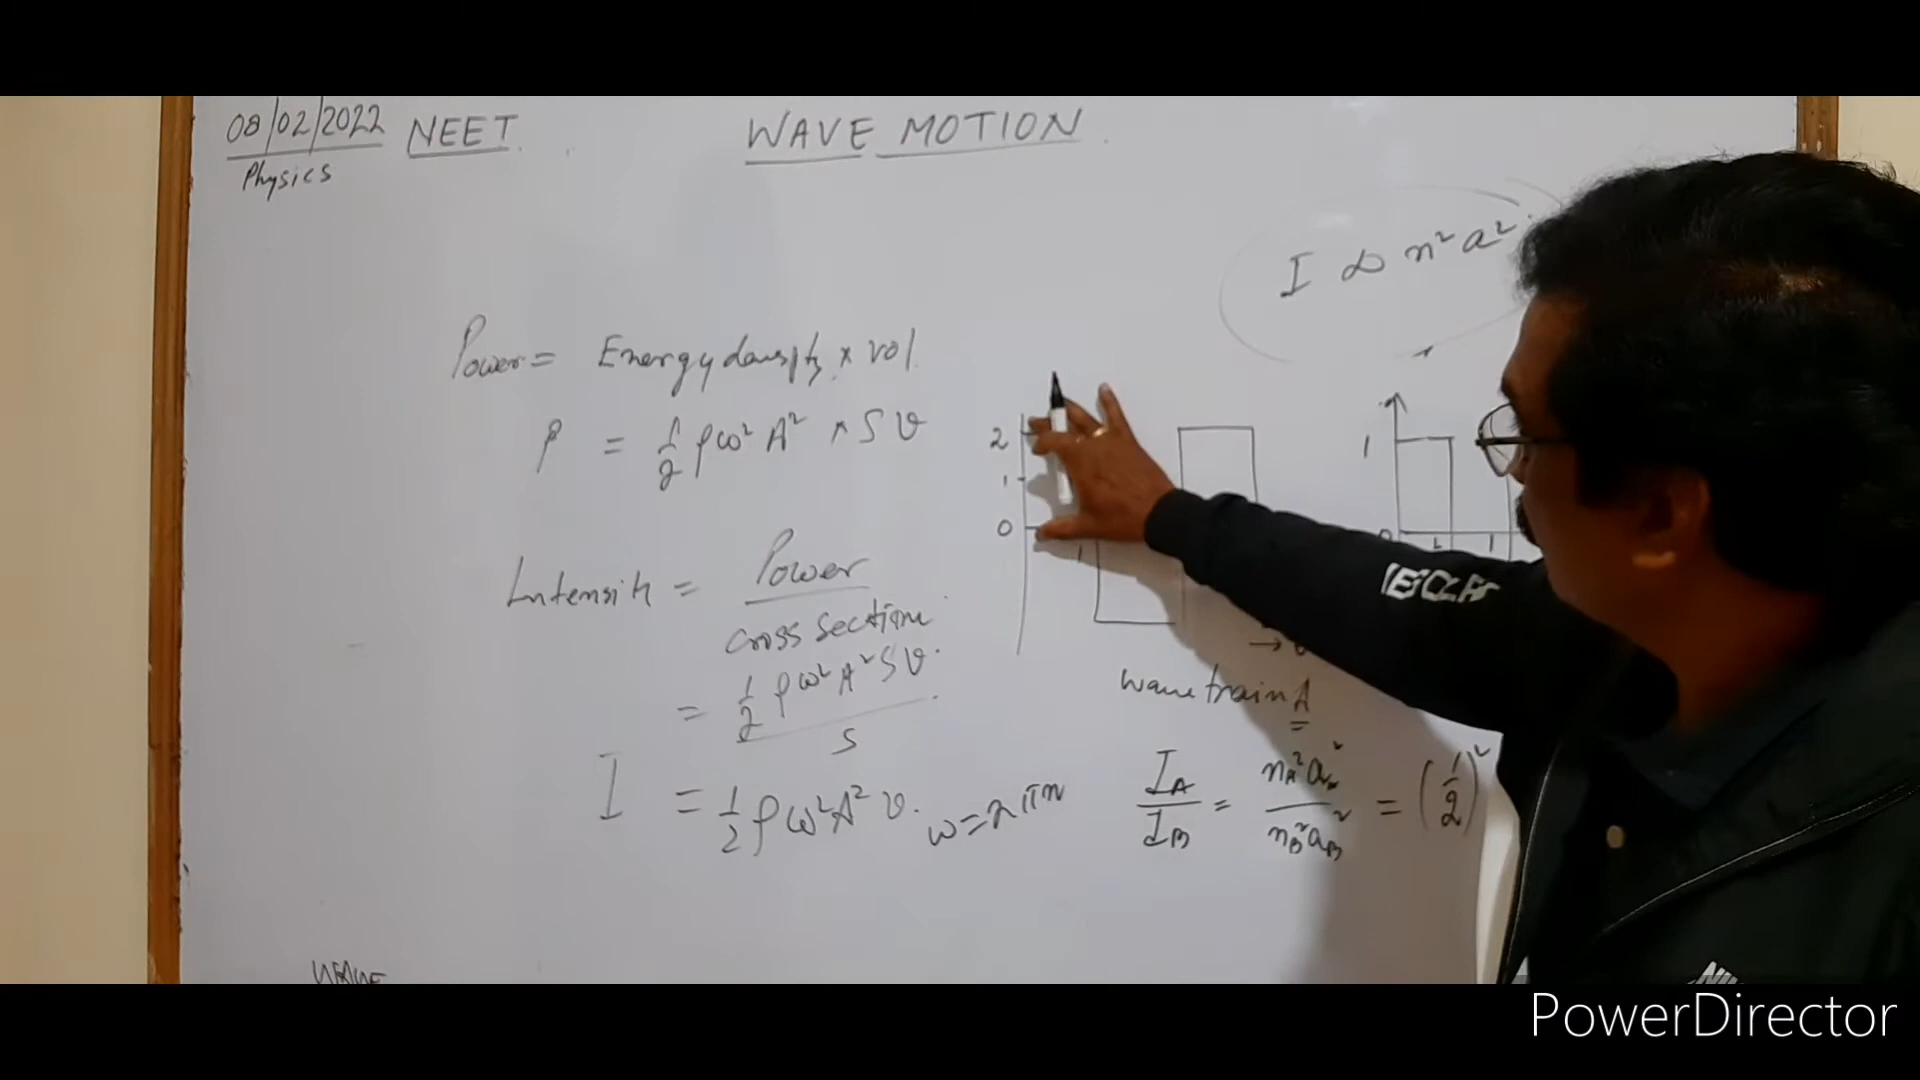 08/02/2022 NEET.
Physics
WAVE MOTION.
I ∝ n²a²
Power = Energy density × vol.
P = 1/2 ρω² A² × S v
2
1
0
1
1
Intensity = Power / cross section
= 1/2 ρω²A²Sv / S
I = 1/2 ρω²A² v. ω=2πn
wave train A
I_A / I_B = n_A² a_A² / n_B² a_B² = (1/2)²
PowerDirector